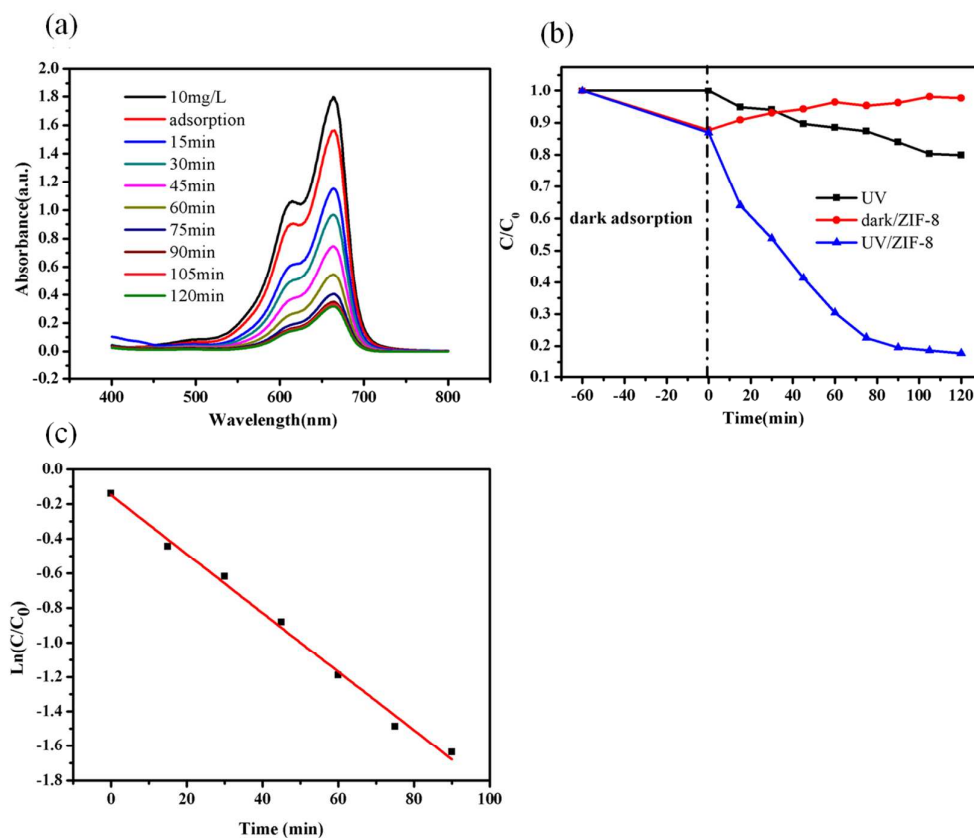 (a)
2.0
1.8
1.6
1.4
1.2
1.0
0.8
0.6
0.4
0.2
0.0
-0.2
Absorbance(a.u.)
10mg/L
adsorption
15min
30min
45min
60min
75min
90min
105min
120min
400 500 600 700 800
Wavelength(nm)
(b)
1.0
0.9
0.8
0.7
0.6
0.5
0.4
0.3
0.2
0.1
C/C0
dark adsorption
UV
dark/ZIF-8
UV/ZIF-8
-60 -40 -20 0 20 40 60 80 100 120
Time(min)
(c)
0.0
-0.2
-0.4
-0.6
-0.8
-1.0
-1.2
-1.4
-1.6
-1.8
Ln(C/C0)
0 20 40 60 80 100
Time (min)